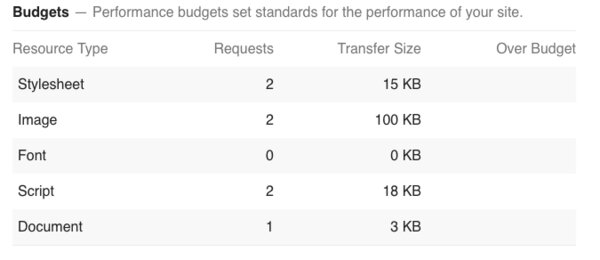 Budgets — Performance budgets set standards for the performance of your site.
Resource Type Requests Transfer Size Over Budget
Stylesheet 2 15 KB
Image 2 100 KB
Font 0 0 KB
Script 2 18 KB
Document 1 3 KB